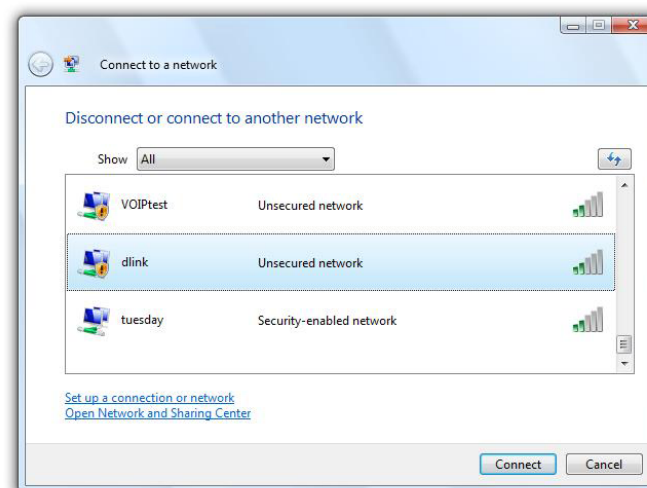 Connect to a network
Disconnect or connect to another network
Show All
VOIPtest Unsecured network
dlink Unsecured network
tuesday Security-enabled network
Set up a connection or network
Open Network and Sharing Center
Connect Cancel